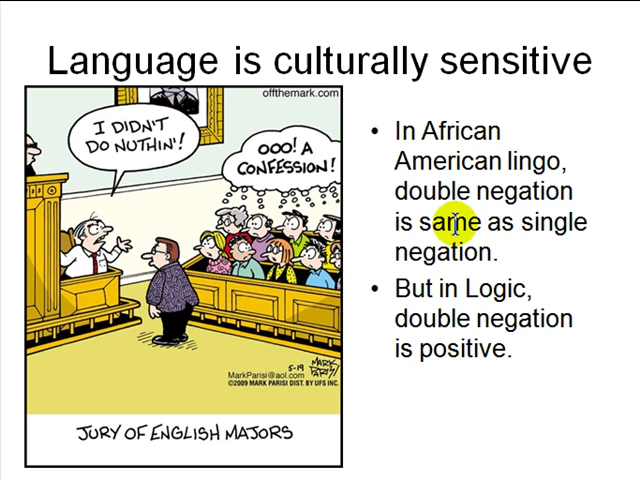 Language is culturally sensitive
offthemark.com
I DIDN'T
DO NUTHIN'!
OOO! A
CONFESSION!
5-19
MARK
PARISI
MarkParisi@aol.com
©2009 MARK PARISI DIST. BY UFS INC.
JURY OF ENGLISH MAJORS
• In African
American lingo,
double negation
is same as single
negation.
• But in Logic,
double negation
is positive.